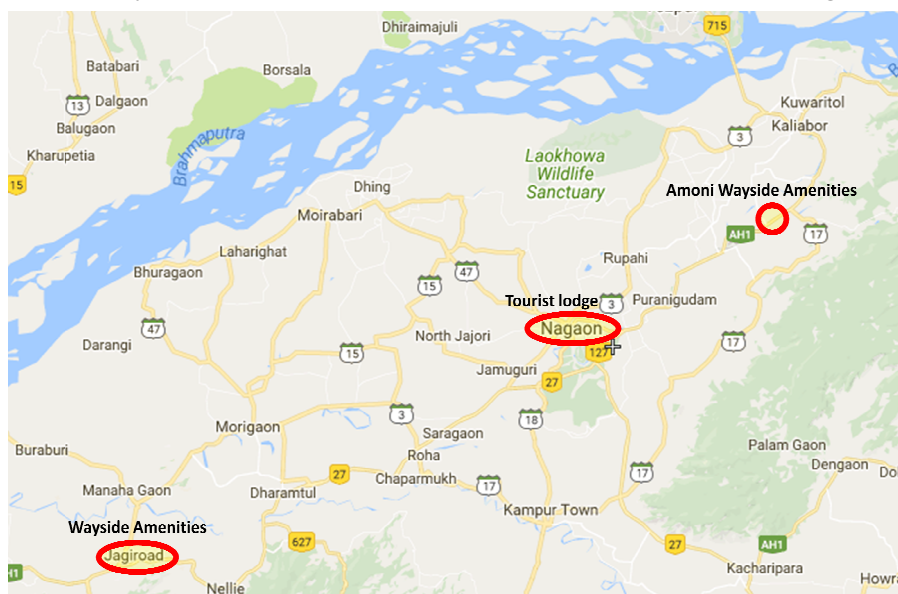 Dhiraimajuli
715
Batabari
Borsala
13
Dalgaon
Balugaon
Kharupetia
15
Brahmaputra
Kuwaritol
Kaliabor
3
Laokhowa
Wildlife
Sanctuary
Dhing
Moirabari
Amoni Wayside Amenities
AH1
17
Laharighat
Bhuragaon
Rupahi
47
15
Tourist lodge
3
Puranigudam
47
Darangi
North Jajori
Nagaon
17
15
127
Jamuguri
27
3
18
Morigaon
Saragaon
Roha
Palam Gaon
Buraburi
27
Chaparmukh
17
17
Dengaon
Manaha Gaon
Dharamtul
Kampur Town
Wayside Amenities
627
27
AH1
Jagiroad
Kacharipara
Nellie